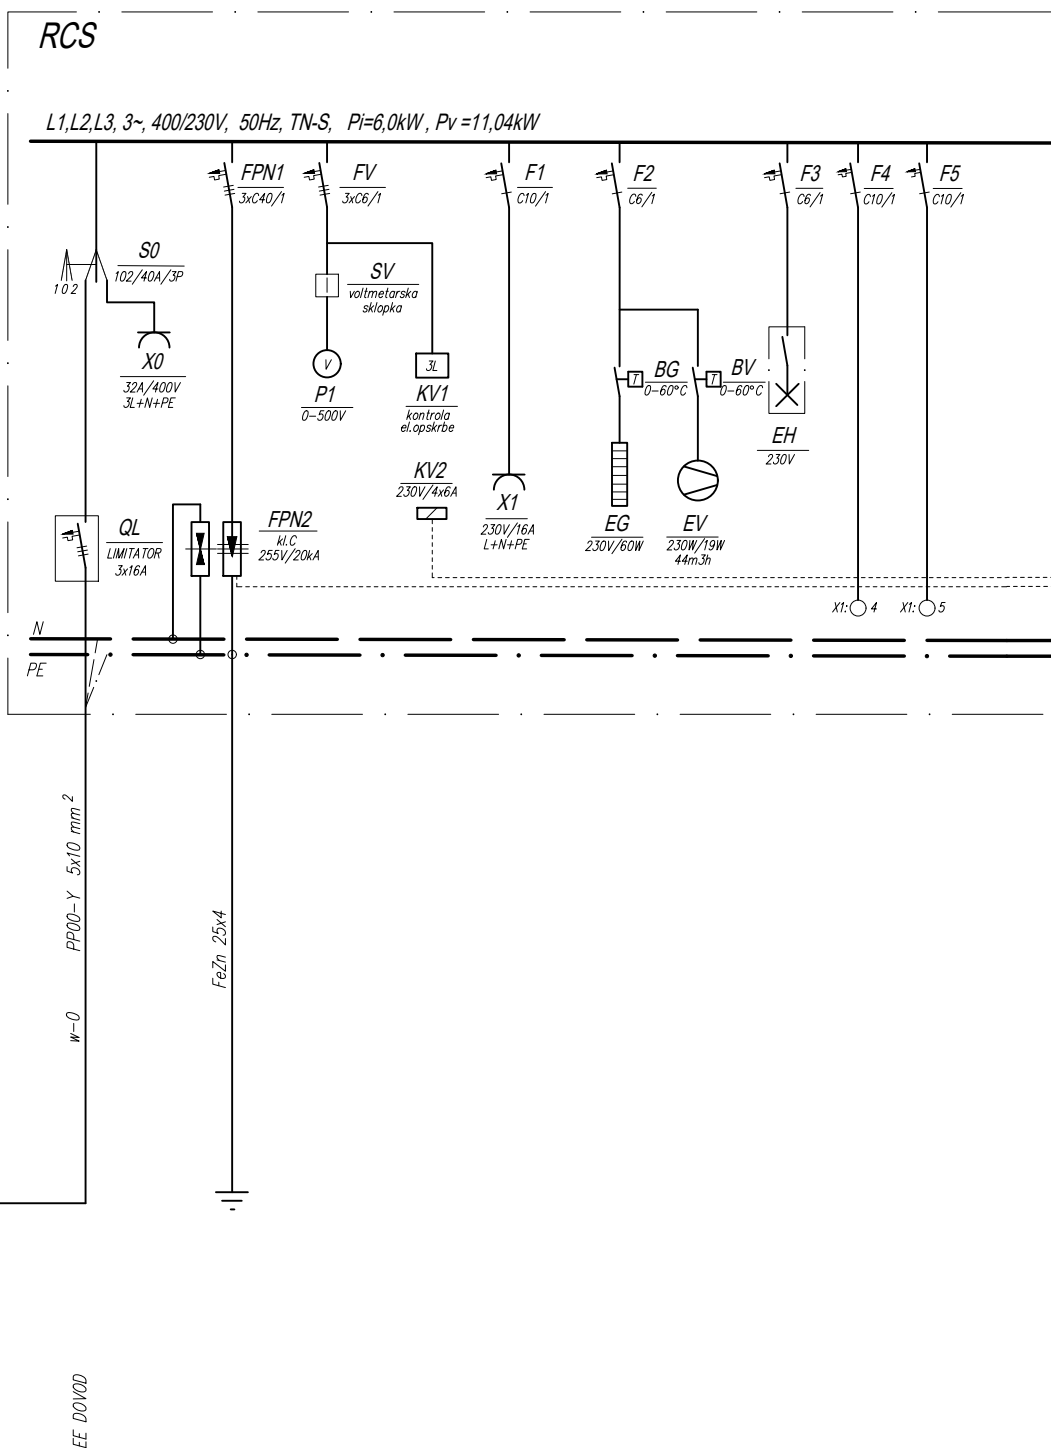 RCS
L1,L2,L3, 3~, 400/230V, 50Hz, TN-S, Pi=6,0kW , Pv =11,04kW
FPN1
3xC40/1
FV
3xC6/1
F1
C10/1
F2
C6/1
F3
C6/1
F4
C10/1
F5
C10/1
S0
102/40A/3P
1 0 2
SV
voltmetarska
sklopka
X0
32A/400V
3L+N+PE
V
P1
0-500V
3L
KV1
kontrola
el.opskrbe
T
BG
0-60°C
T
BV
0-60°C
EH
230V
KV2
230V/4x6A
X1
230V/16A
L+N+PE
QL
LIMITATOR
3x16A
FPN2
kl.C
255V/20kA
EG
230V/60W
EV
230W/19W
44m3h
X1: 4
X1: 5
N
PE
w-0 PP00-Y 5x10 mm²
FeZn 25x4
EE DOVOD